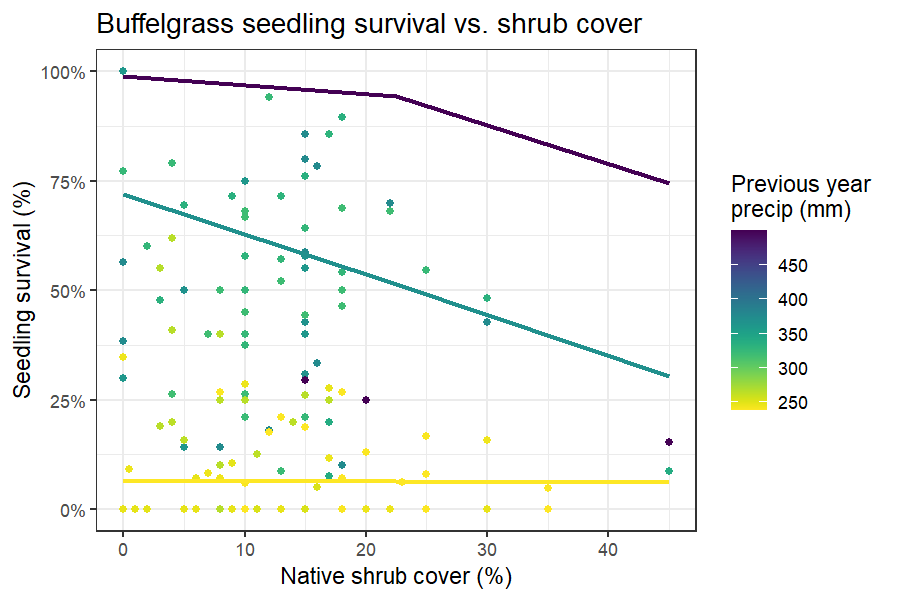 Buffelgrass seedling survival vs. shrub cover
100%
75%
50%
25%
0%
Seedling survival (%)
0 10 20 30 40
Native shrub cover (%)
Previous year
precip (mm)
450
400
350
300
250